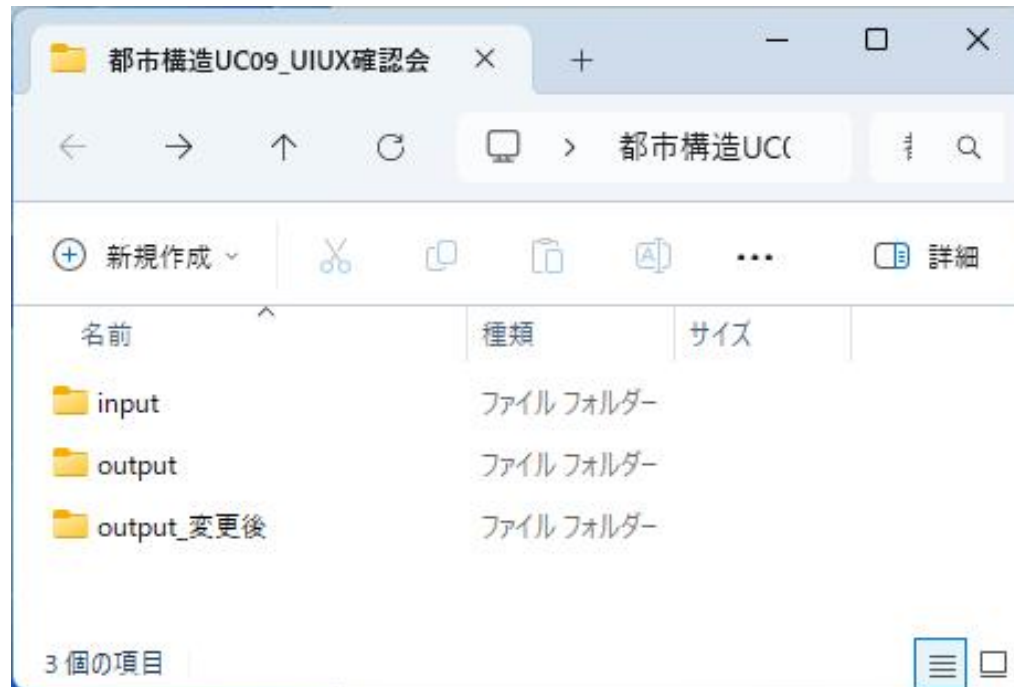 都市構造UC09_UIUX確認会
都市構造UC(
新規作成
詳細
名前 種類 サイズ
input ファイル フォルダー
output ファイル フォルダー
output_変更後 ファイル フォルダー
3 個の項目